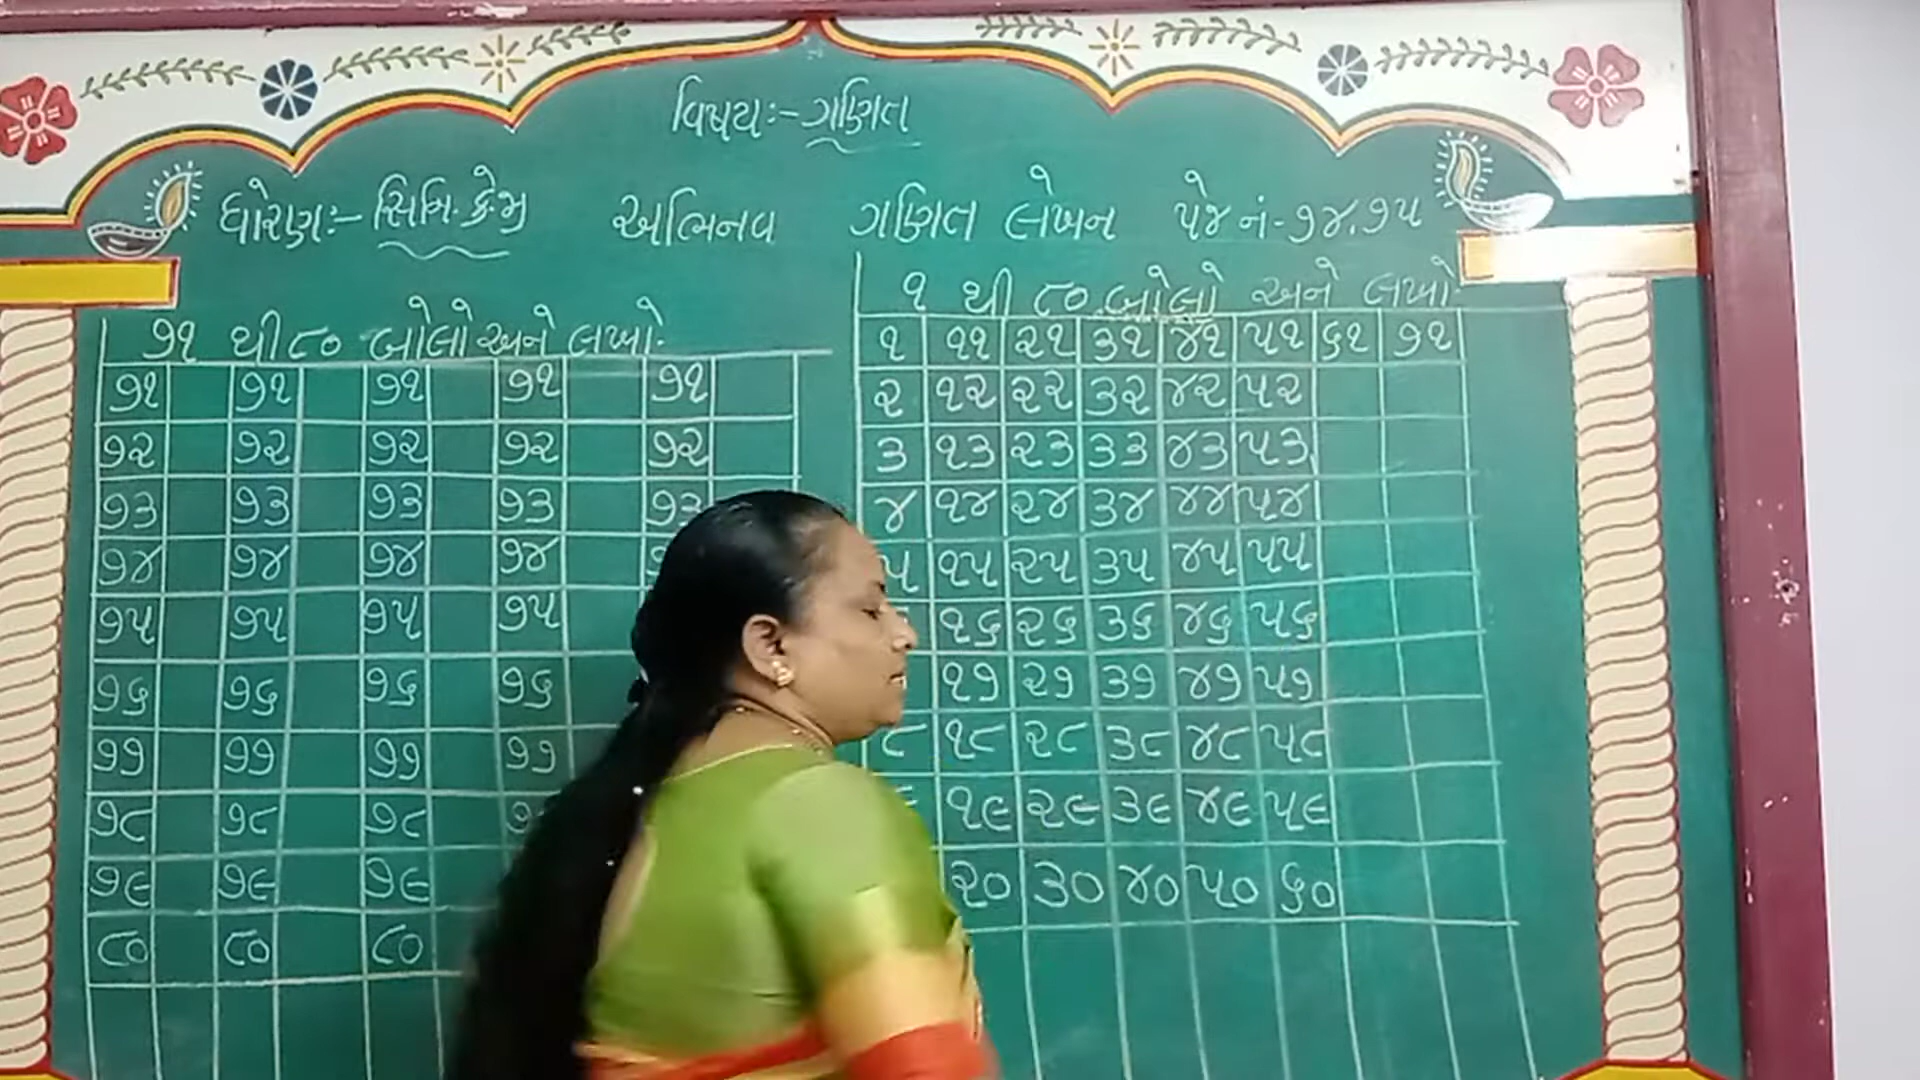 વિષય:- ગણિત
ધોરણ:- સિનિ.કે.જી અભિનવ ગણિત લેખન પેજ નં-૭૪,૭૫
૭૧ થી ૮૦ બોલો અને લખો.
૭૧ ૭૧ ૭૧ ૭૧ ૭૧
૭૨ ૭૨ ૭૨ ૭૨ ૭૨
૭૩ ૭૩ ૭૩ ૭૩ ૭૩
૭૪ ૭૪ ૭૪ ૭૪
૭૫ ૭૫ ૭૫ ૭૫
૭૬ ૭૬ ૭૬ ૭૬
૭૭ ૭૭ ૭૭ ૭૭
૭૮ ૭૮ ૭૮
૭૯ ૭૯ ૭૯
૮૦ ૮૦ ૮૦
૧ થી ૮૦ બોલો અને લખો.
૧ ૧૧ ૨૧ ૩૧ ૪૧ ૫૧ ૬૧ ૭૧
૨ ૧૨ ૨૨ ૩૨ ૪૨ ૫૨
૩ ૧૩ ૨૩ ૩૩ ૪૩ ૫૩
૪ ૧૪ ૨૪ ૩૪ ૪૪ ૫૪
૫ ૧૫ ૨૫ ૩૫ ૪૫ ૫૫
૧૬ ૨૬ ૩૬ ૪૬ ૫૬
૧૭ ૨૭ ૩૭ ૪૭ ૫૭
૮ ૧૮ ૨૮ ૩૮ ૪૮ ૫૮
૧૯ ૨૯ ૩૯ ૪૯ ૫૯
૨૦ ૩૦ ૪૦ ૫૦ ૬૦